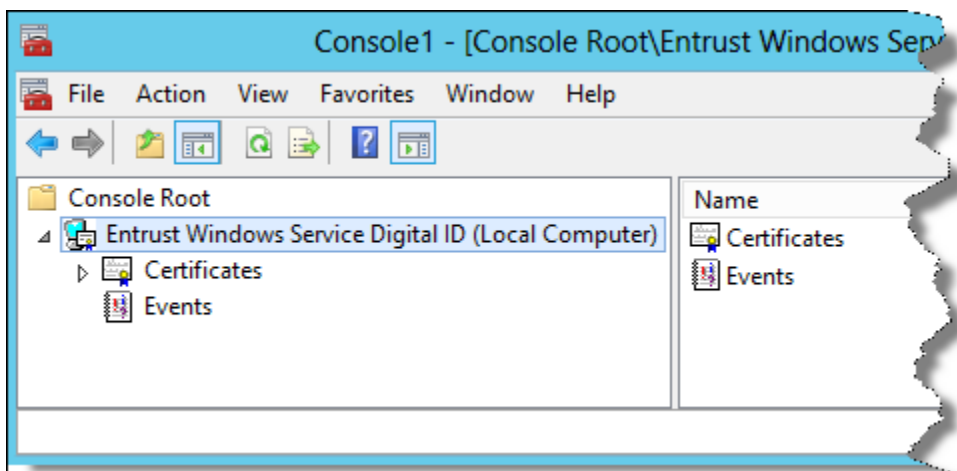 Console1 - [Console Root\Entrust Windows Serv
File Action View Favorites Window Help
Console Root
Entrust Windows Service Digital ID (Local Computer)
Certificates
Events
Name
Certificates
Events